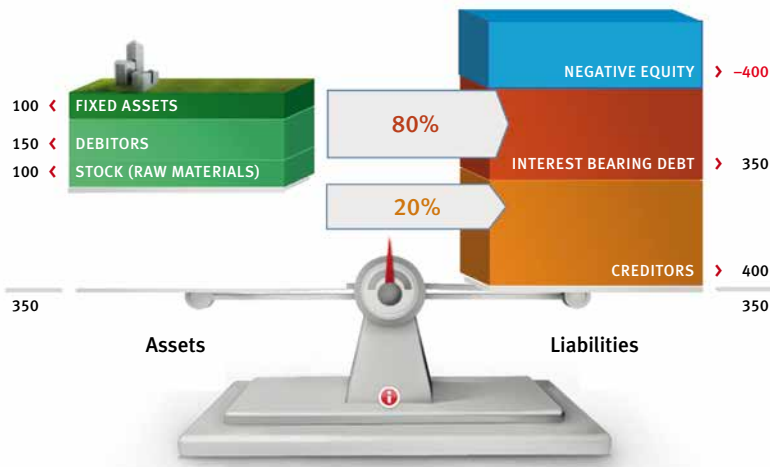 NEGATIVE EQUITY > –400
100 < FIXED ASSETS
80%
150 < DEBITORS
INTEREST BEARING DEBT > 350
100 < STOCK (RAW MATERIALS)
20%
CREDITORS > 400
350
350
Assets
Liabilities
i